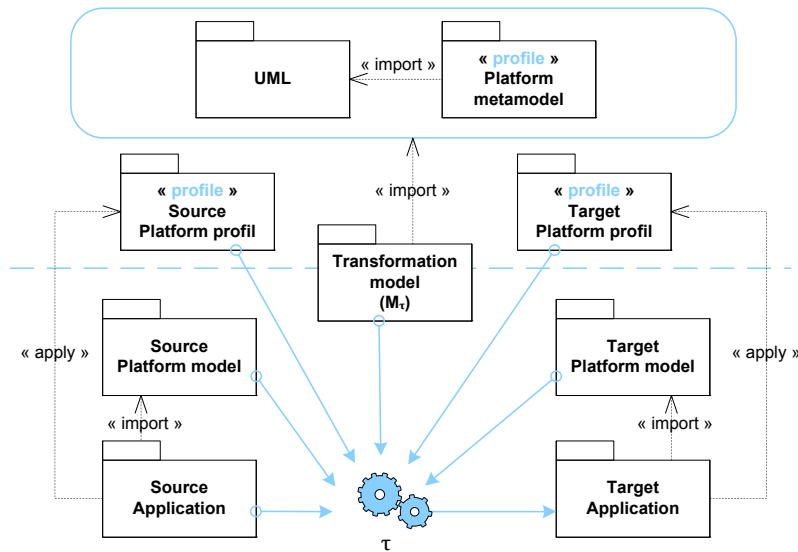 UML
« import »
« profile »
Platform
metamodel
« import »
« profile »
Source
Platform profil
« profile »
Target
Platform profil
Transformation
model
(Mτ)
« apply »
Source
Platform model
Target
Platform model
« apply »
« import »
« import »
Source
Application
Target
Application
τ